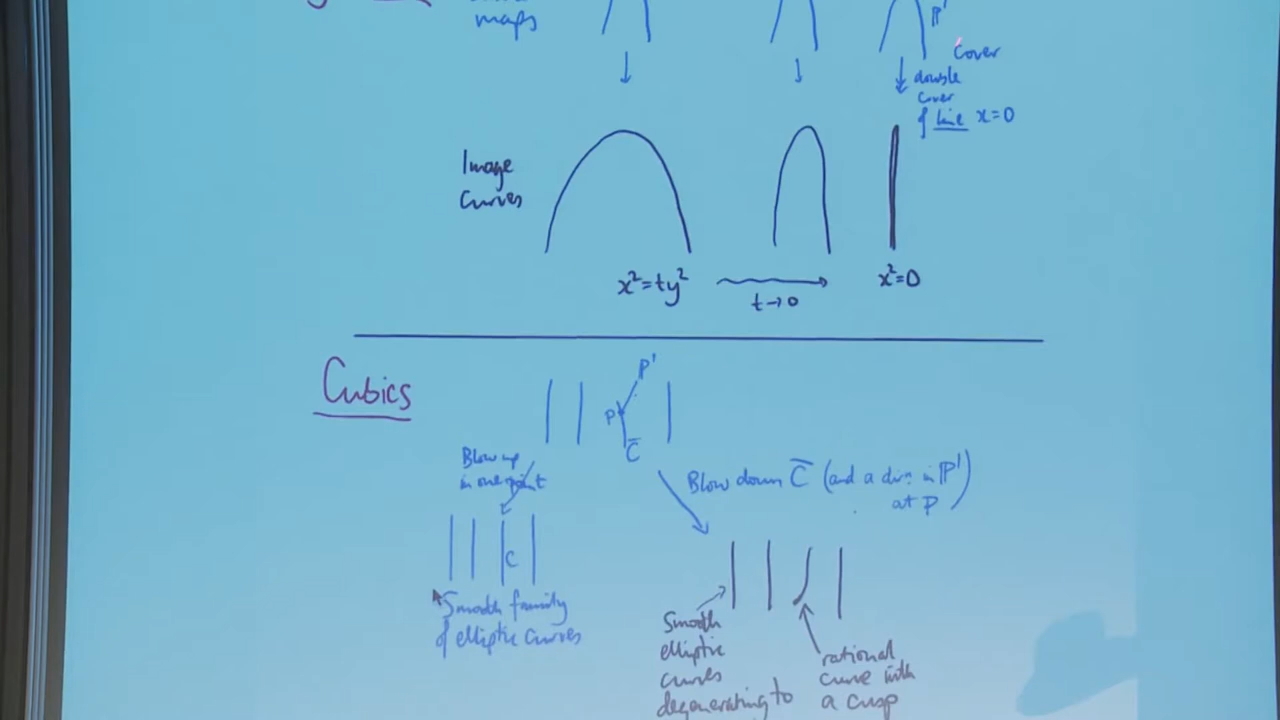 maps
P¹
Cover
double
cover
of line x=0
Image
Curves
x²=ty²
t→0
x²=0
Cubics
P¹
P
C̅
Blow up
in one point
Blow down C̅ (and a dirⁿ in P¹)
at P
C
Smooth family
of elliptic curves
Smooth
elliptic
curves
degenerating to
rational
curve with
a cusp